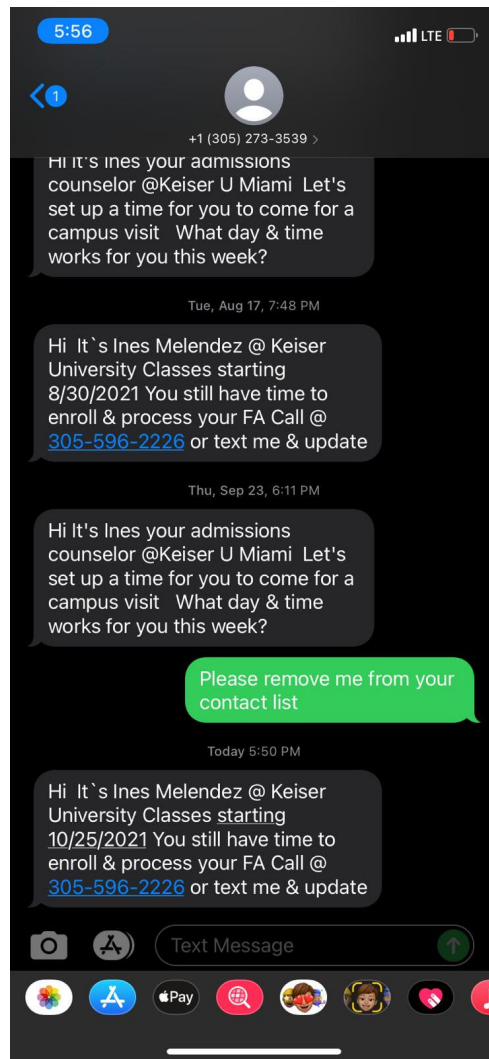 5:56
LTE
1
+1 (305) 273-3539 >
Hi it's Ines your admissions
counselor @Keiser U Miami  Let's
set up a time for you to come for a
campus visit   What day & time
works for you this week?
Tue, Aug 17, 7:48 PM
Hi  It`s Ines Melendez @ Keiser
University Classes starting
8/30/2021 You still have time to
enroll & process your FA Call @
305-596-2226 or text me & update
Thu, Sep 23, 6:11 PM
Hi It's Ines your admissions
counselor @Keiser U Miami  Let's
set up a time for you to come for a
campus visit   What day & time
works for you this week?
Please remove me from your
contact list
Today 5:50 PM
Hi  It`s Ines Melendez @ Keiser
University Classes starting
10/25/2021 You still have time to
enroll & process your FA Call @
305-596-2226 or text me & update
Text Message
Pay